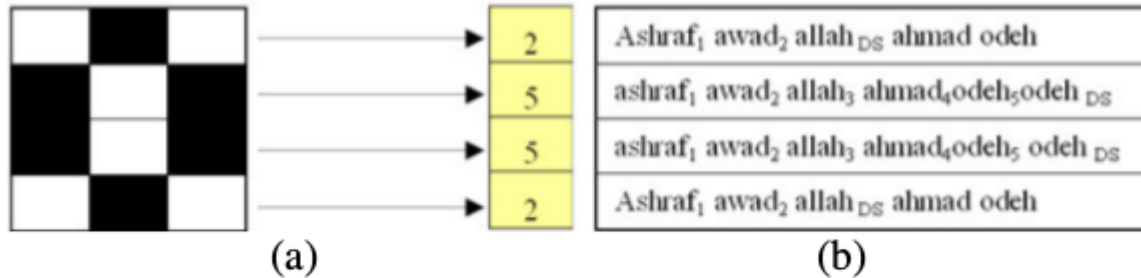 2 Ashraf₁ awad₂ allah DS ahmad odeh
5 ashraf₁ awad₂ allah₃ ahmad₄odeh₅odeh DS
5 ashraf₁ awad₂ allah₃ ahmad₄odeh₅ odeh DS
2 Ashraf₁ awad₂ allah DS ahmad odeh
(a) (b)